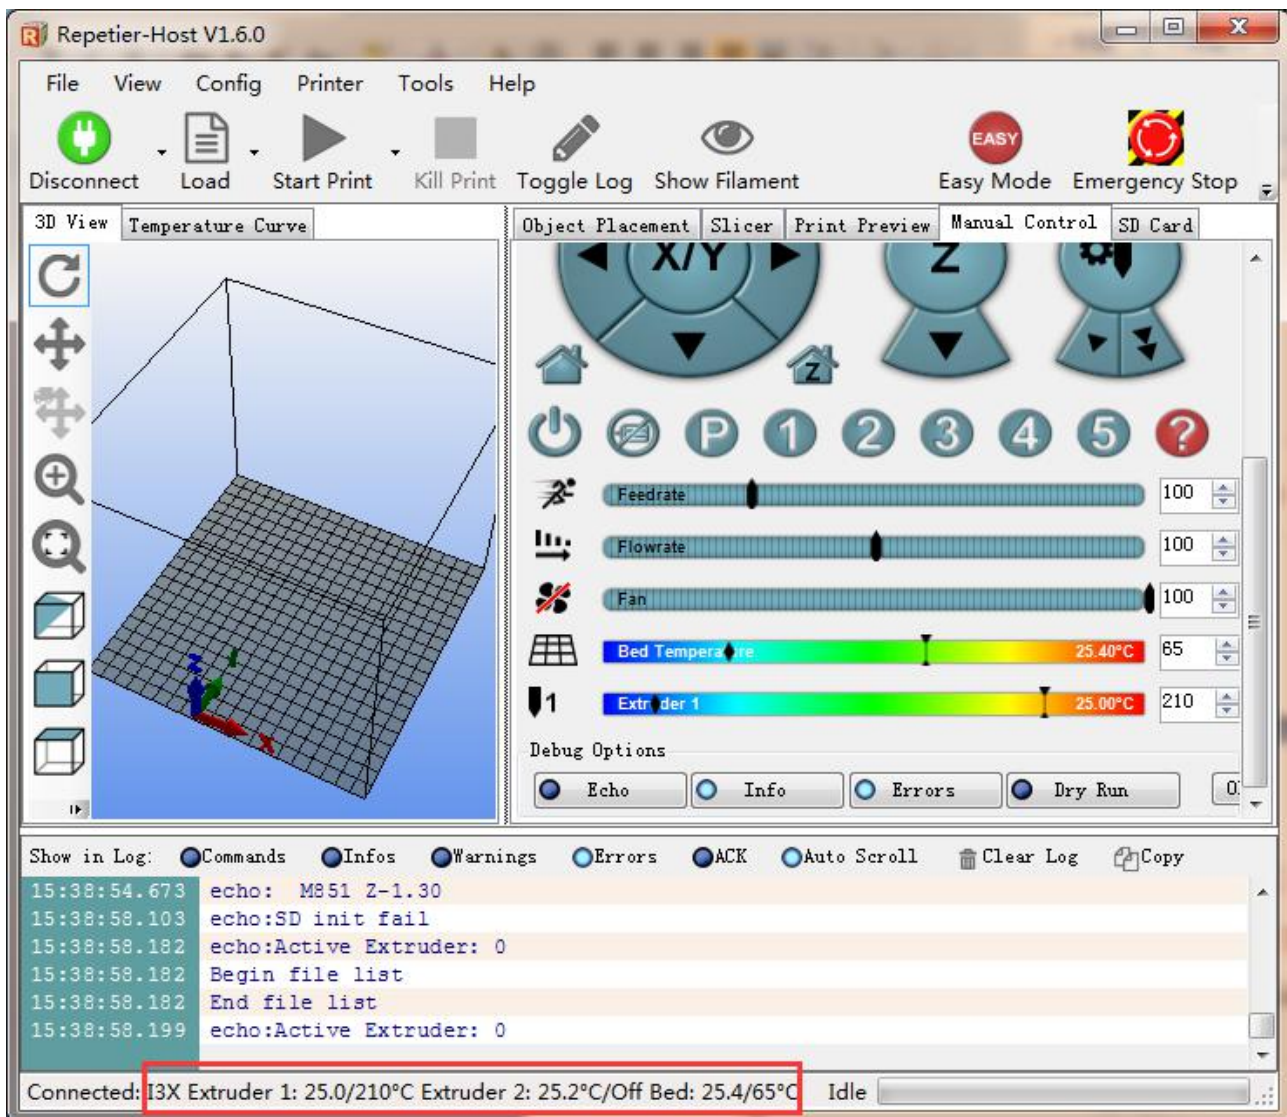 Repetier-Host V1.6.0
File View Config Printer Tools Help
EASY
Disconnect Load Start Print Kill Print Toggle Log Show Filament Easy Mode Emergency Stop
3D View Temperature Curve
Object Placement Slicer Print Preview Manual Control SD Card
X/Y Z
Z
P 1 2 3 4 5 ?
Feedrate 100
Flowrate 100
Fan 100
Bed Temperature 25.40°C 65
1 Extruder 1 25.00°C 210
Z
X
Debug Options
Echo Info Errors Dry Run
Show in Log: Commands Infos Warnings Errors ACK Auto Scroll Clear Log Copy
15:38:54.673 echo: M851 Z-1.30
15:38:58.103 echo:SD init fail
15:38:58.182 echo:Active Extruder: 0
15:38:58.182 Begin file list
15:38:58.182 End file list
15:38:58.199 echo:Active Extruder: 0
Connected: I3X Extruder 1: 25.0/210°C Extruder 2: 25.2°C/Off Bed: 25.4/65°C Idle